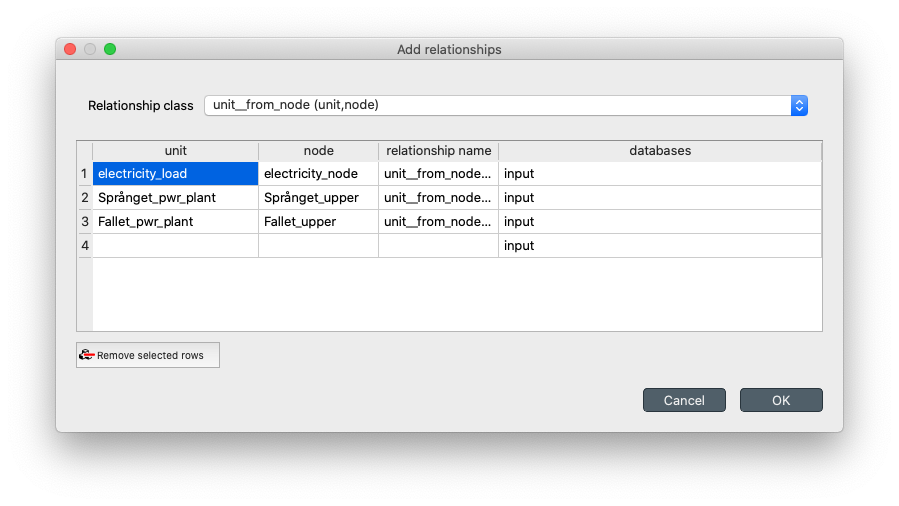 Add relationships
Relationship class unit__from_node (unit,node)
unit node relationship name databases
1 electricity_load electricity_node unit__from_node... input
2 Språnget_pwr_plant Språnget_upper unit__from_node... input
3 Fallet_pwr_plant Fallet_upper unit__from_node... input
4 input
Remove selected rows
Cancel OK